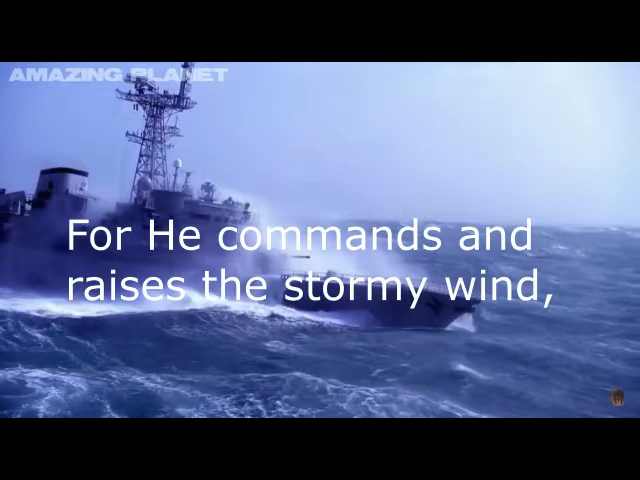 AMAZING PLANET
For He commands and
raises the stormy wind,